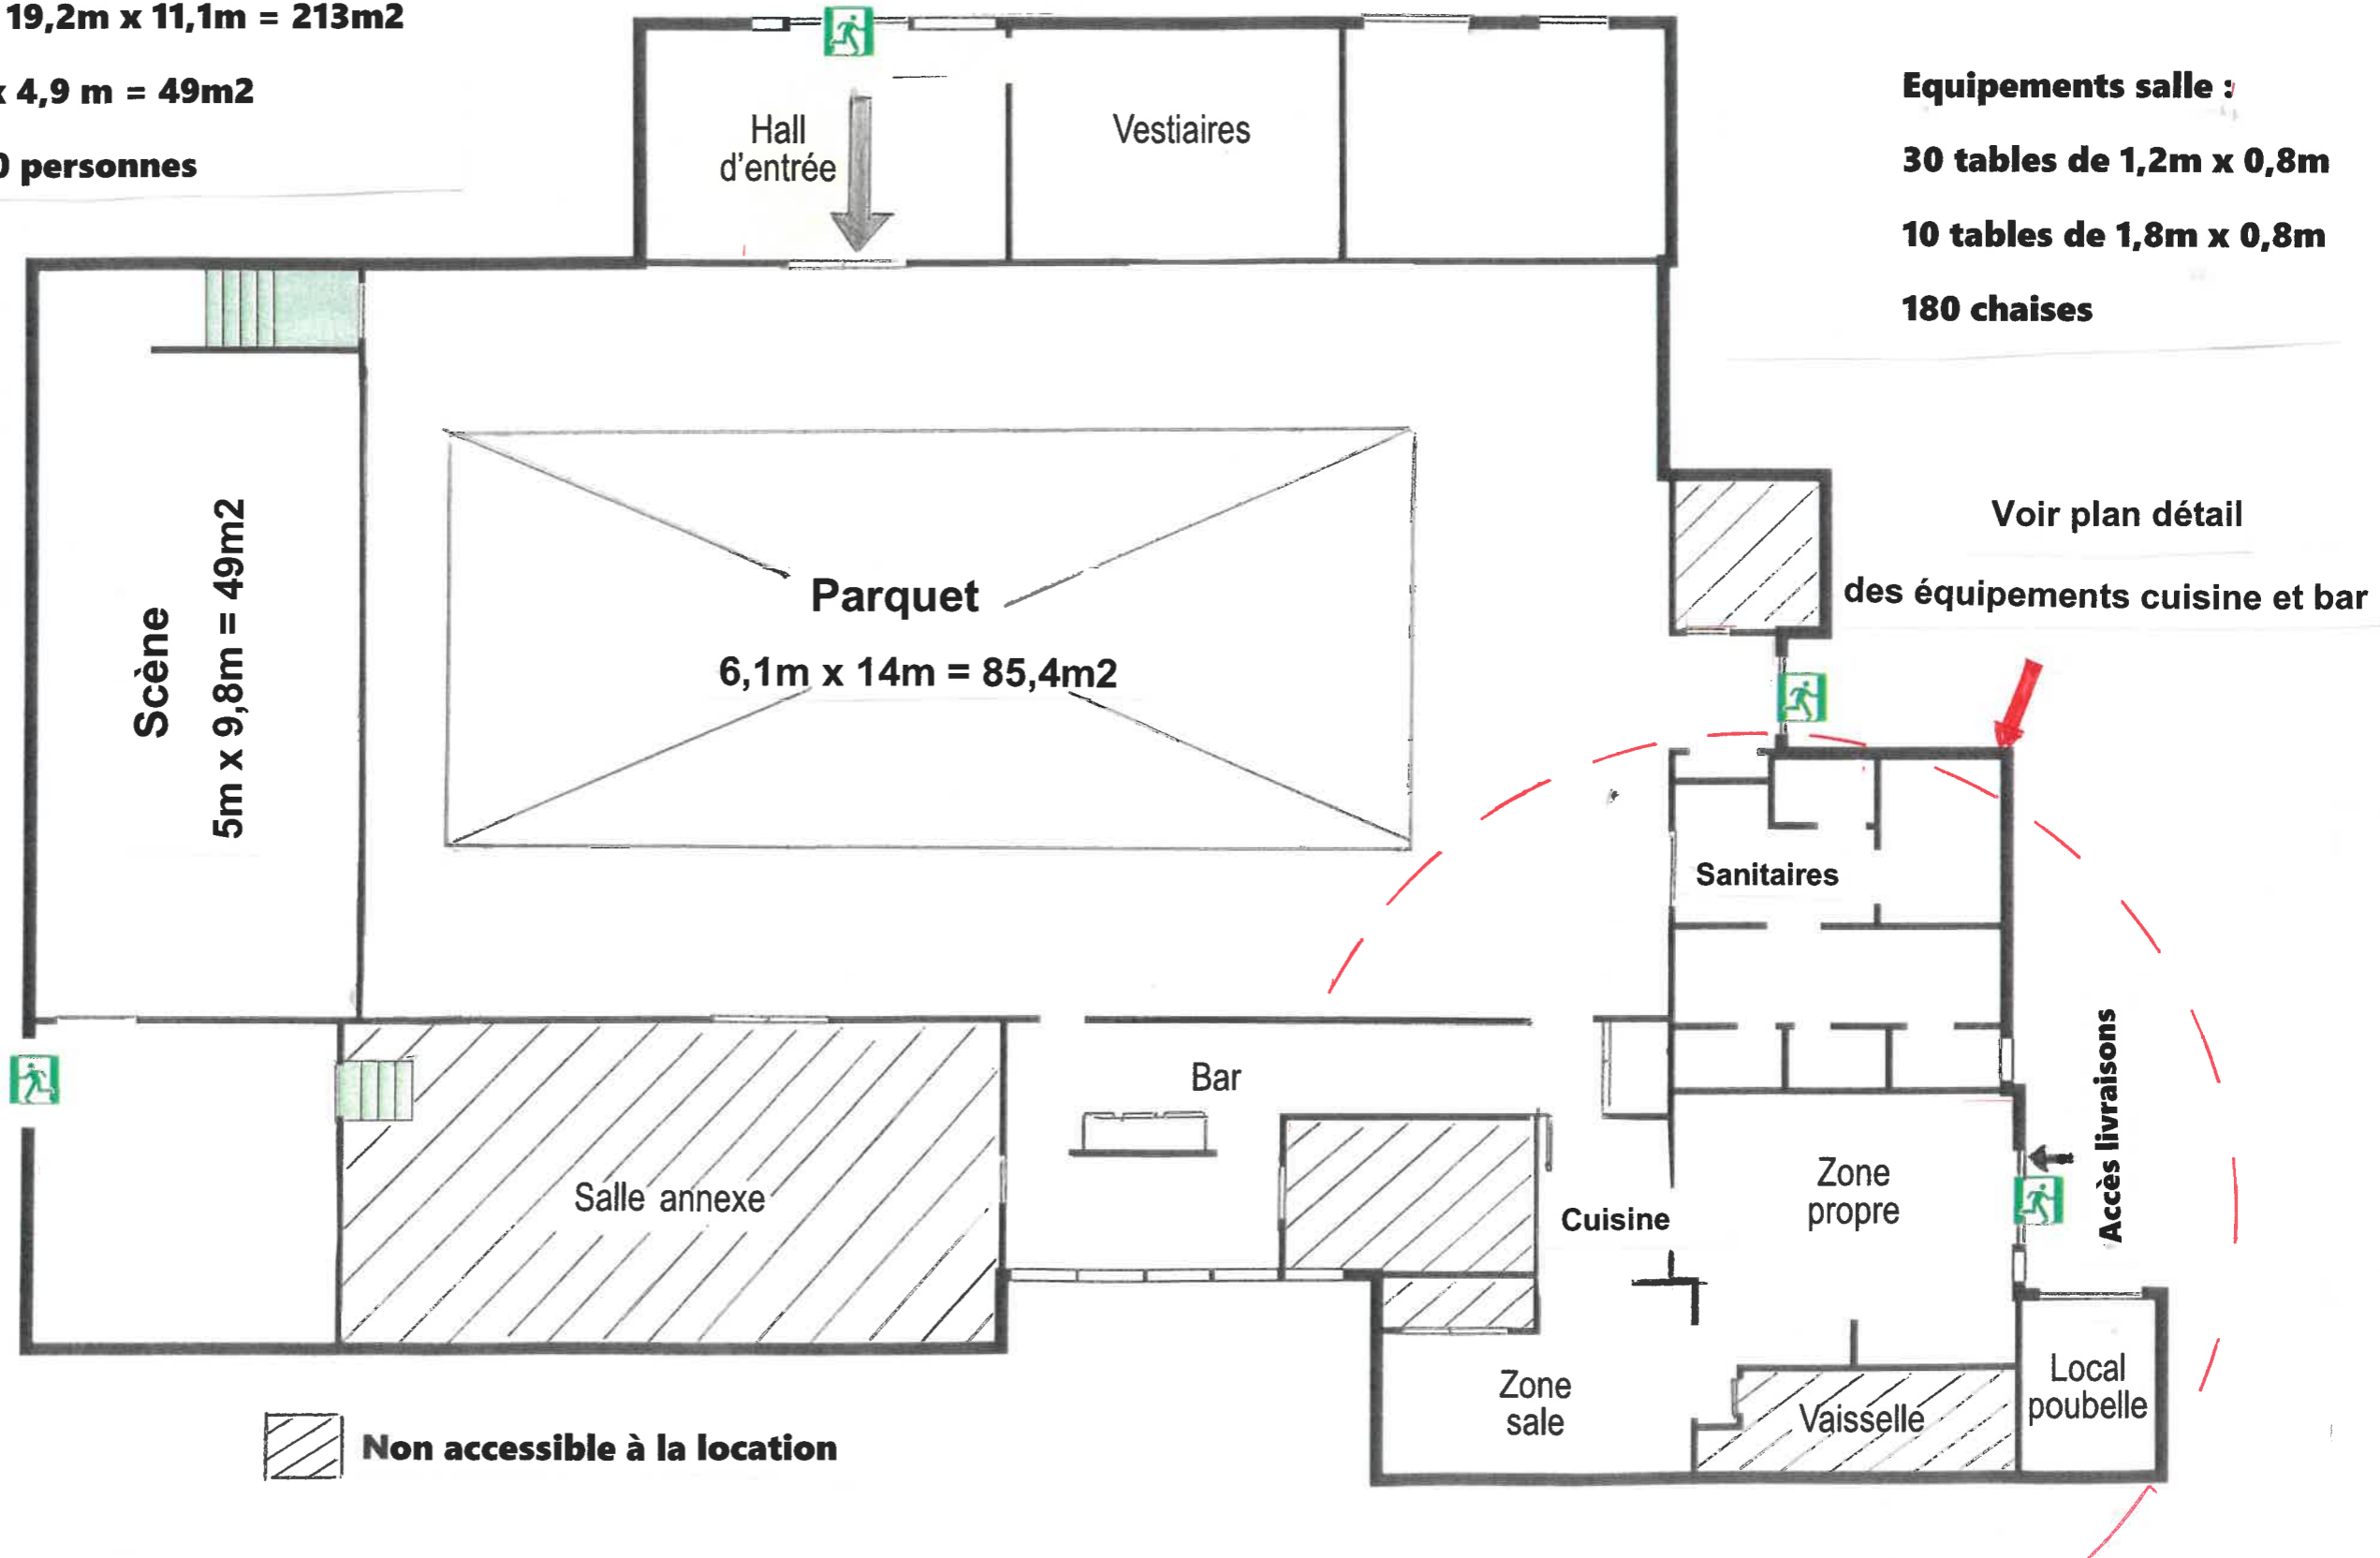 19,2m x 11,1m = 213m2
x 4,9 m = 49m2
0 personnes
Equipements salle :
30 tables de 1,2m x 0,8m
10 tables de 1,8m x 0,8m
180 chaises
Hall
d'entrée
Vestiaires
Voir plan détail
des équipements cuisine et bar
Scène
5m x 9,8m = 49m2
Parquet
6,1m x 14m = 85,4m2
Sanitaires
Bar
Salle annexe
Cuisine
Zone
propre
Accès livraisons
Zone
sale
Vaisselle
Local
poubelle
Non accessible à la location